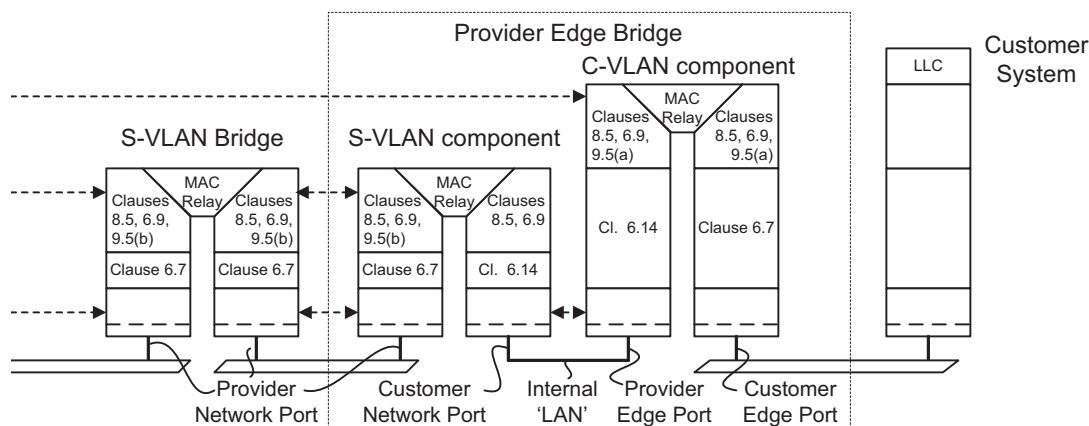 Provider Edge Bridge
C-VLAN component
Customer
System
LLC
S-VLAN Bridge
S-VLAN component
MAC
Relay
Clauses
8.5, 6.9,
9.5(a)
Clauses
8.5, 6.9,
9.5(a)
MAC
Relay
Clauses
8.5, 6.9,
9.5(b)
Clauses
8.5, 6.9,
9.5(b)
MAC
Relay
Clauses
8.5, 6.9,
9.5(b)
Clauses
8.5, 6.9
Cl. 6.14
Clause 6.7
Clause 6.7
Clause 6.7
Clause 6.7
Cl. 6.14
Provider
Network Port
Customer
Network Port
Internal
‘LAN’
Provider
Edge Port
Customer
Edge Port